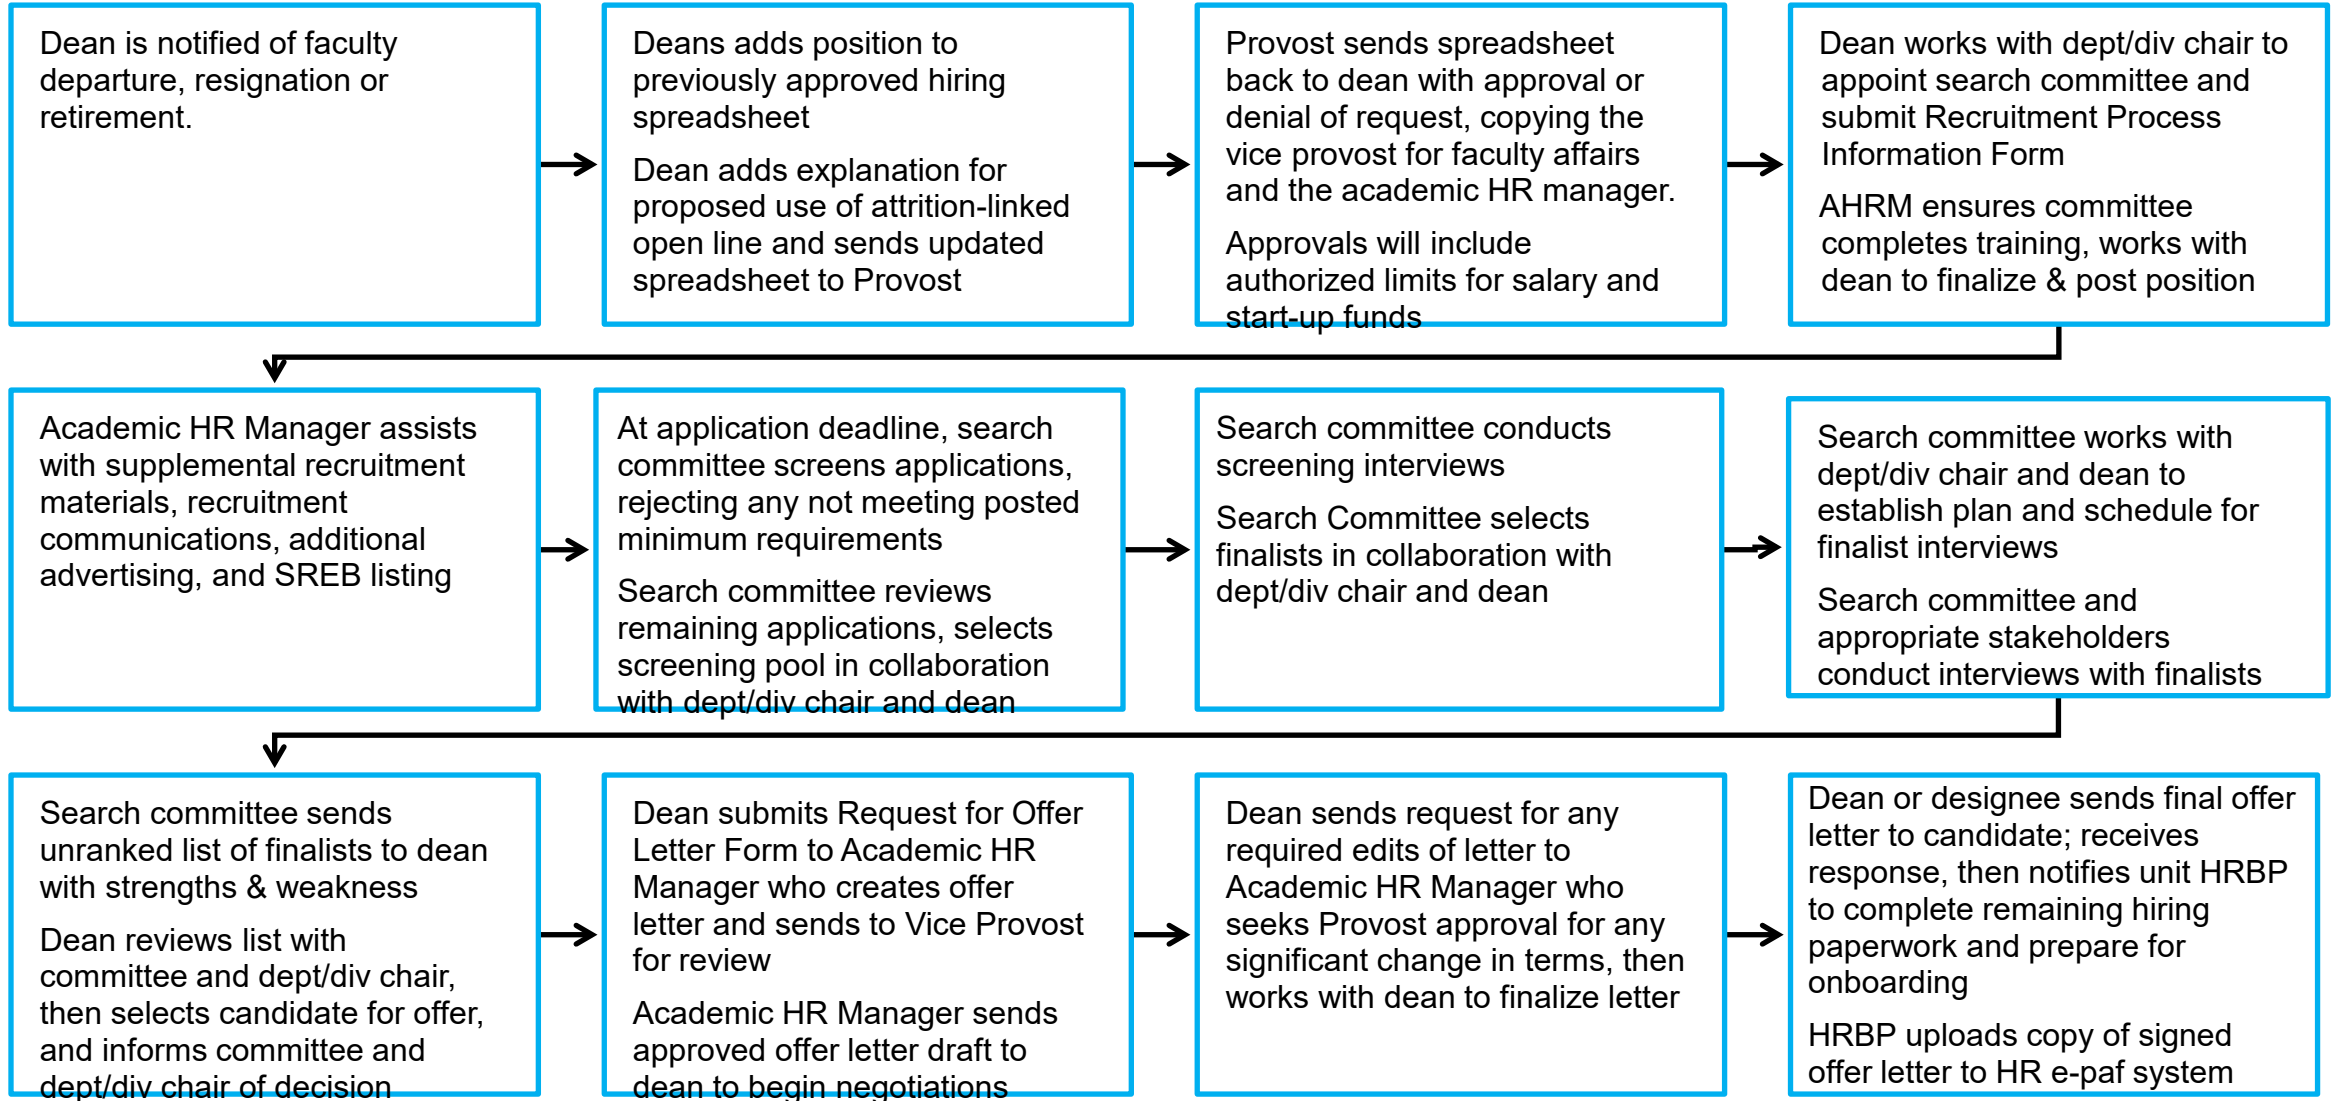 Dean is notified of faculty
departure, resignation or
retirement.
Deans adds position to
previously approved hiring
spreadsheet
Dean adds explanation for
proposed use of attrition-linked
open line and sends updated
spreadsheet to Provost
Provost sends spreadsheet
back to dean with approval or
denial of request, copying the
vice provost for faculty affairs
and the academic HR manager.
Approvals will include
authorized limits for salary and
start-up funds
Dean works with dept/div chair to
appoint search committee and
submit Recruitment Process
Information Form
AHRM ensures committee
completes training, works with
dean to finalize & post position
Academic HR Manager assists
with supplemental recruitment
materials, recruitment
communications, additional
advertising, and SREB listing
At application deadline, search
committee screens applications,
rejecting any not meeting posted
minimum requirements
Search committee reviews
remaining applications, selects
screening pool in collaboration
with dept/div chair and dean
Search committee conducts
screening interviews
Search Committee selects
finalists in collaboration with
dept/div chair and dean
Search committee works with
dept/div chair and dean to
establish plan and schedule for
finalist interviews
Search committee and
appropriate stakeholders
conduct interviews with finalists
Search committee sends
unranked list of finalists to dean
with strengths & weakness
Dean reviews list with
committee and dept/div chair,
then selects candidate for offer,
and informs committee and
dept/div chair of decision
Dean submits Request for Offer
Letter Form to Academic HR
Manager who creates offer
letter and sends to Vice Provost
for review
Academic HR Manager sends
approved offer letter draft to
dean to begin negotiations
Dean sends request for any
required edits of letter to
Academic HR Manager who
seeks Provost approval for any
significant change in terms, then
works with dean to finalize letter
Dean or designee sends final offer
letter to candidate; receives
response, then notifies unit HRBP
to complete remaining hiring
paperwork and prepare for
onboarding
HRBP uploads copy of signed
offer letter to HR e-paf system